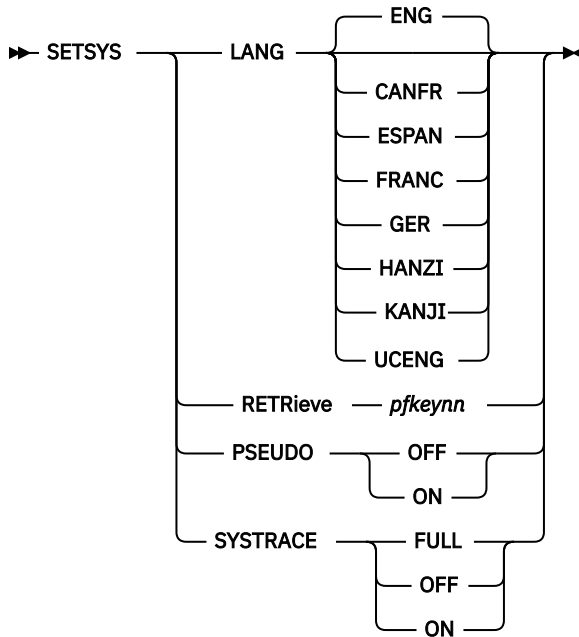 ENG
SETSYS LANG
CANFR
ESPAN
FRANC
GER
HANZI
KANJI
UCENG
RETRieve pfkeynn
PSEUDO OFF
ON
SYSTRACE FULL
OFF
ON